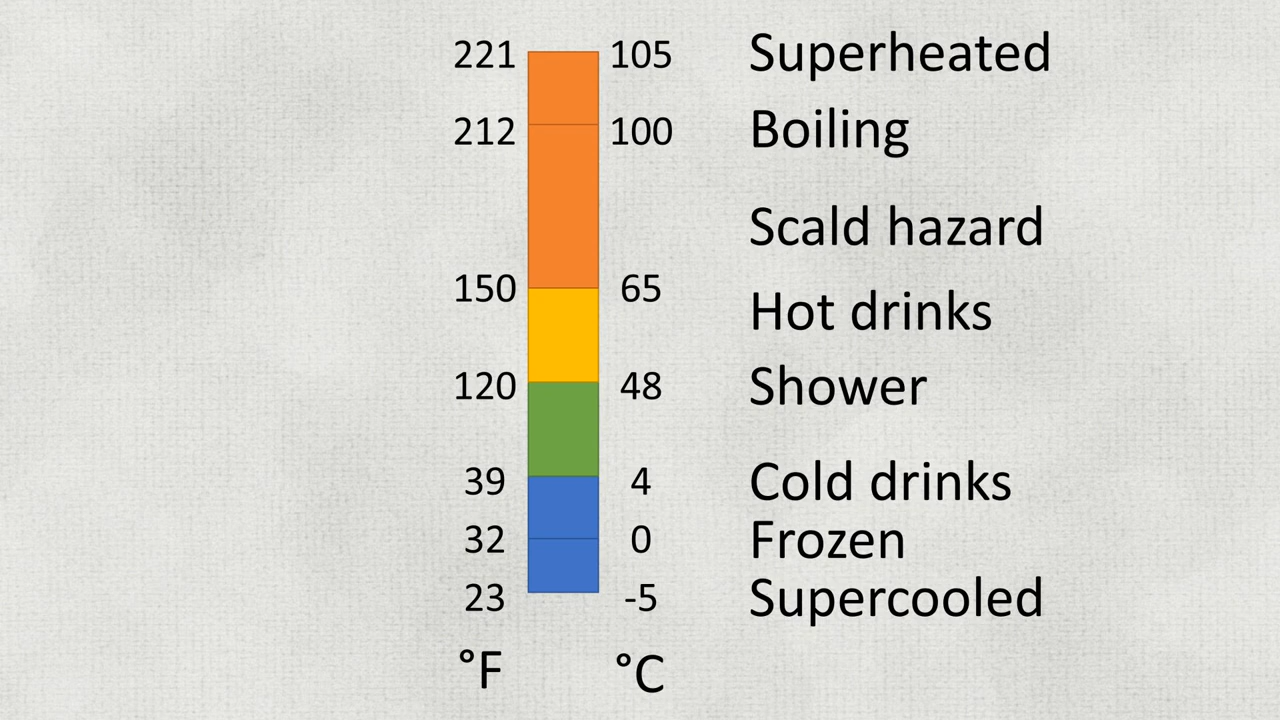 221 105 Superheated
212 100 Boiling
Scald hazard
150 65 Hot drinks
120 48 Shower
39 4 Cold drinks
32 0 Frozen
23 -5 Supercooled
°F °C